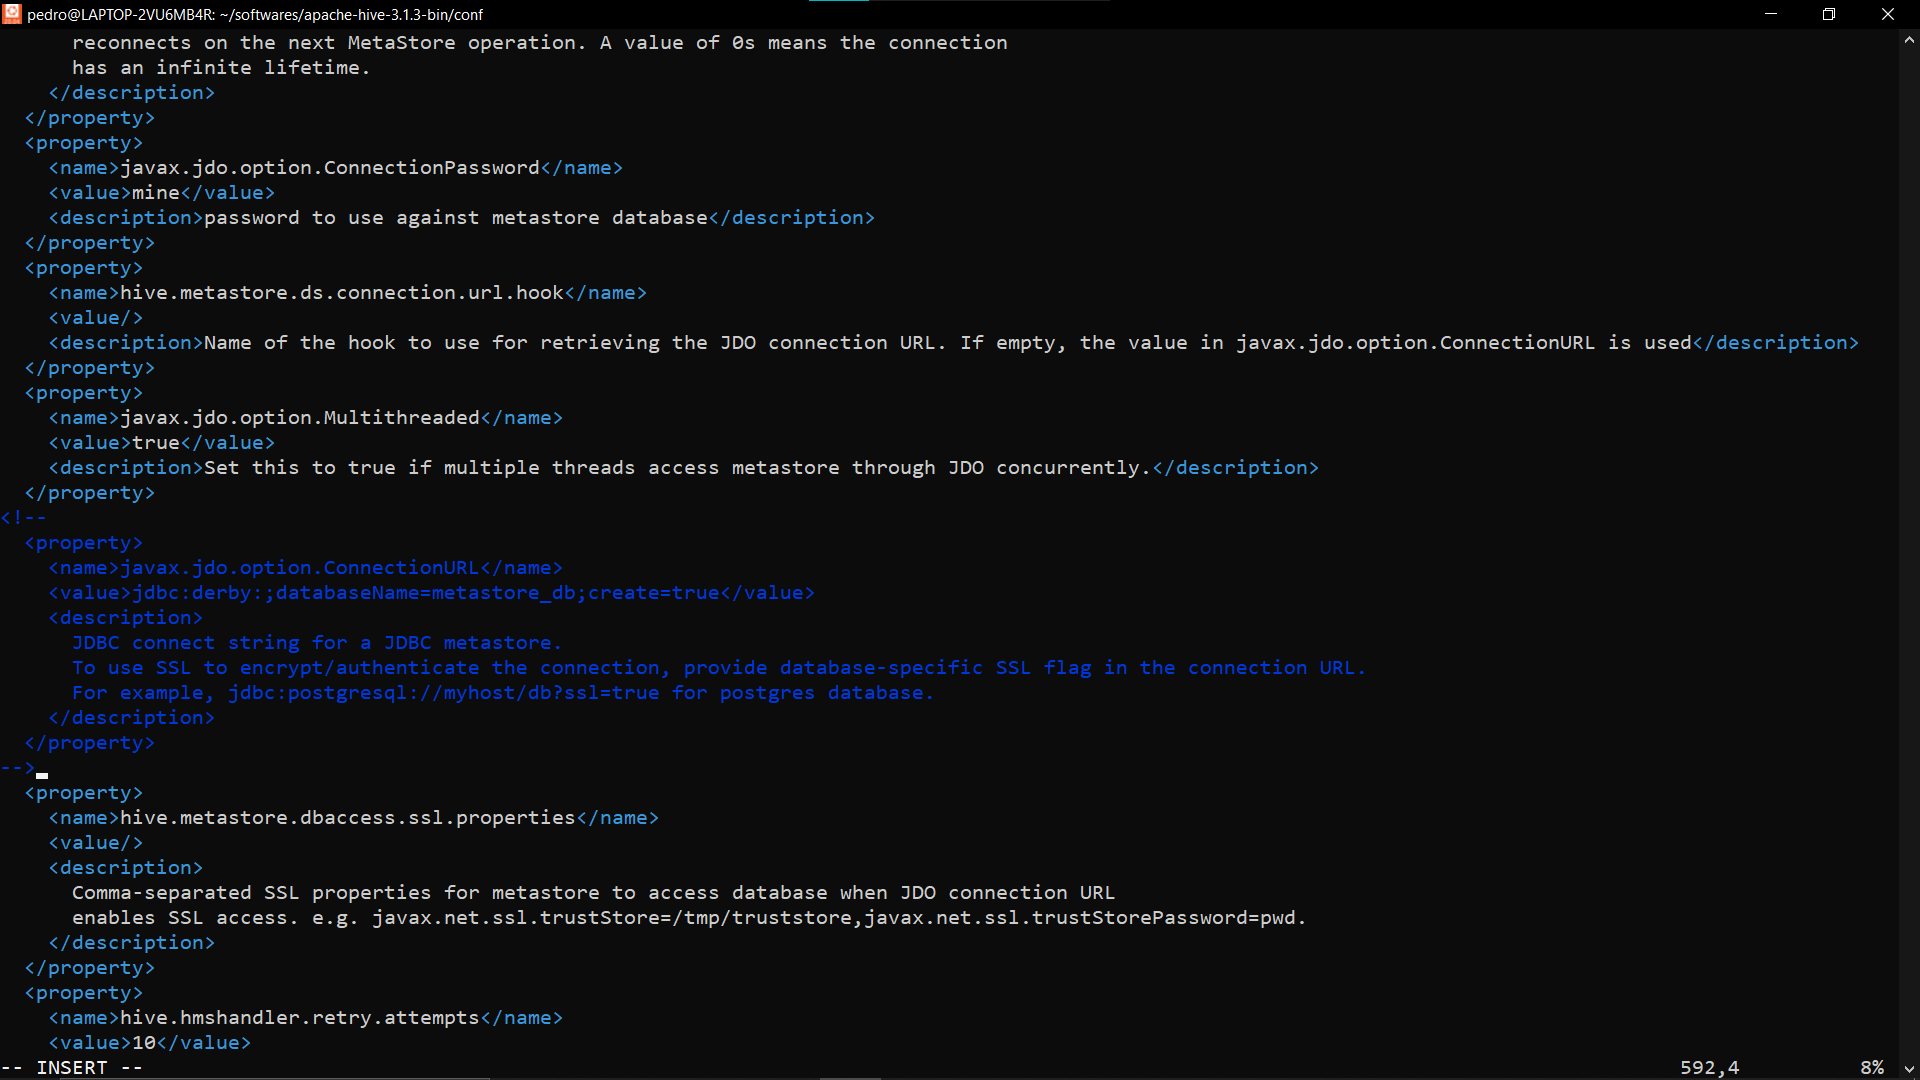 pedro@LAPTOP-2VU6MB4R: ~/softwares/apache-hive-3.1.3-bin/conf
      reconnects on the next MetaStore operation. A value of 0s means the connection
      has an infinite lifetime.
    </description>
  </property>
  <property>
    <name>javax.jdo.option.ConnectionPassword</name>
    <value>mine</value>
    <description>password to use against metastore database</description>
  </property>
  <property>
    <name>hive.metastore.ds.connection.url.hook</name>
    <value/>
    <description>Name of the hook to use for retrieving the JDO connection URL. If empty, the value in javax.jdo.option.ConnectionURL is used</description>
  </property>
  <property>
    <name>javax.jdo.option.Multithreaded</name>
    <value>true</value>
    <description>Set this to true if multiple threads access metastore through JDO concurrently.</description>
  </property>
<!--
  <property>
    <name>javax.jdo.option.ConnectionURL</name>
    <value>jdbc:derby:;databaseName=metastore_db;create=true</value>
    <description>
      JDBC connect string for a JDBC metastore.
      To use SSL to encrypt/authenticate the connection, provide database-specific SSL flag in the connection URL.
      For example, jdbc:postgresql://myhost/db?ssl=true for postgres database.
    </description>
  </property>
-->
  <property>
    <name>hive.metastore.dbaccess.ssl.properties</name>
    <value/>
    <description>
      Comma-separated SSL properties for metastore to access database when JDO connection URL
      enables SSL access. e.g. javax.net.ssl.trustStore=/tmp/truststore,javax.net.ssl.trustStorePassword=pwd.
    </description>
  </property>
  <property>
    <name>hive.hmshandler.retry.attempts</name>
    <value>10</value>
-- INSERT -- 592,4 8%